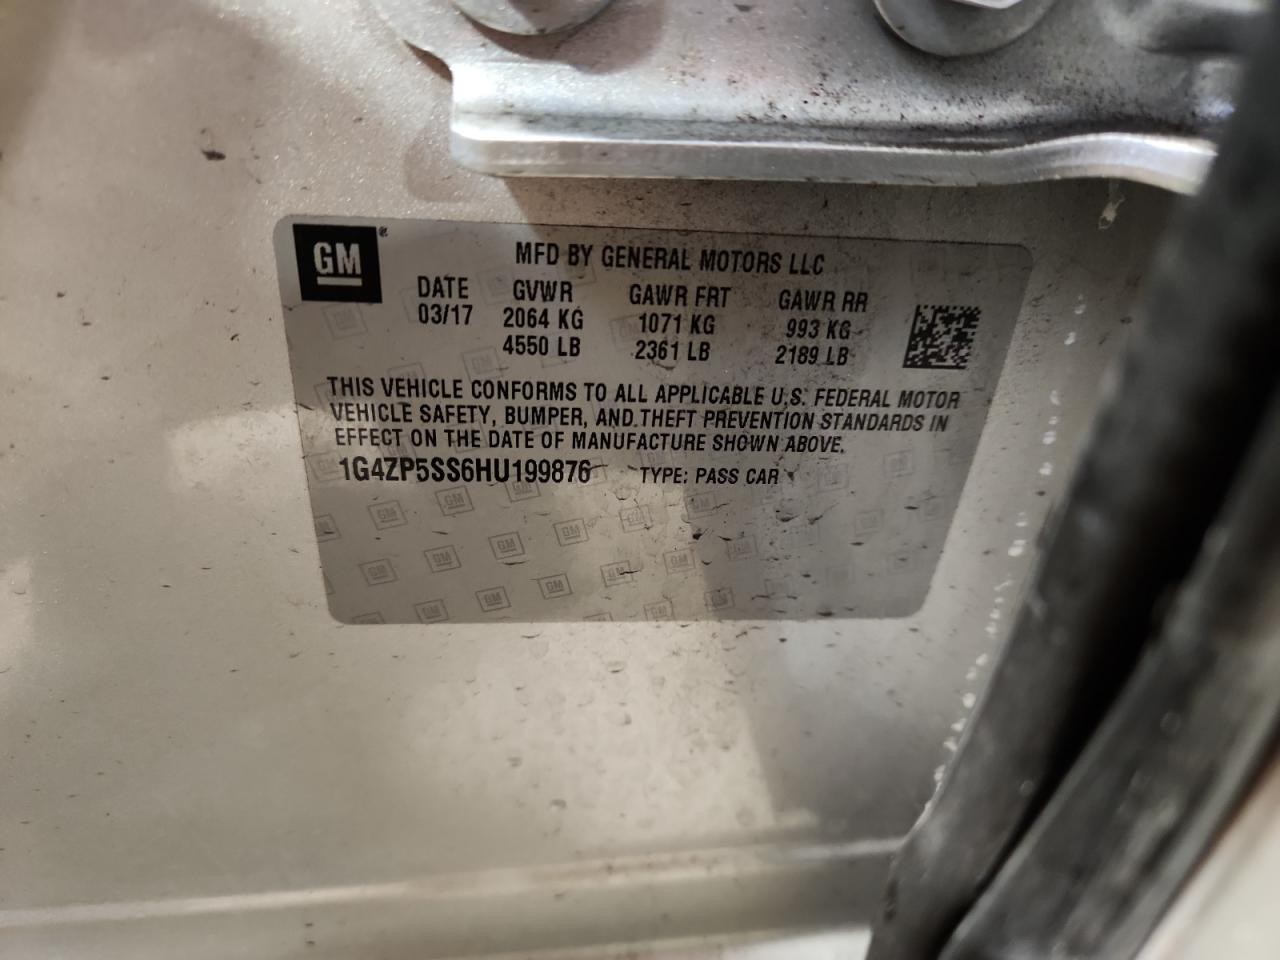 GM
MFD BY GENERAL MOTORS LLC
DATE GVWR GAWR FRT GAWR RR
03/17 2064 KG 1071 KG 993 KG
4550 LB 2361 LB 2189 LB
THIS VEHICLE CONFORMS TO ALL APPLICABLE U.S. FEDERAL MOTOR
VEHICLE SAFETY, BUMPER, AND THEFT PREVENTION STANDARDS IN
EFFECT ON THE DATE OF MANUFACTURE SHOWN ABOVE.
1G4ZP5SS6HU199876 TYPE: PASS CAR